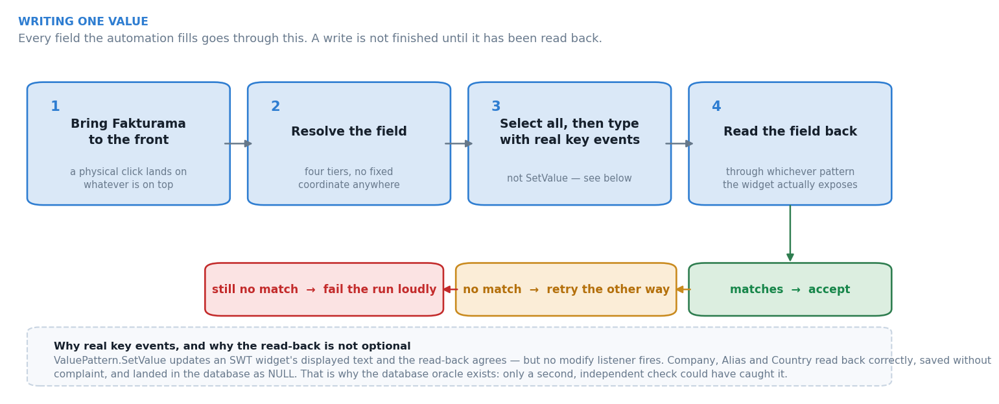 WRITING ONE VALUE
Every field the automation fills goes through this. A write is not finished until it has been read back.
1
Bring Fakturama
to the front
a physical click lands on
whatever is on top
2
Resolve the field
four tiers, no fixed
coordinate anywhere
3
Select all, then type
with real key events
not SetValue — see below
4
Read the field back
through whichever pattern
the widget actually exposes
still no match → fail the run loudly
no match → retry the other way
matches → accept
Why real key events, and why the read-back is not optional
ValuePattern.SetValue updates an SWT widget's displayed text and the read-back agrees — but no modify listener fires. Company, Alias and Country read back correctly, saved without
complaint, and landed in the database as NULL. That is why the database oracle exists: only a second, independent check could have caught it.